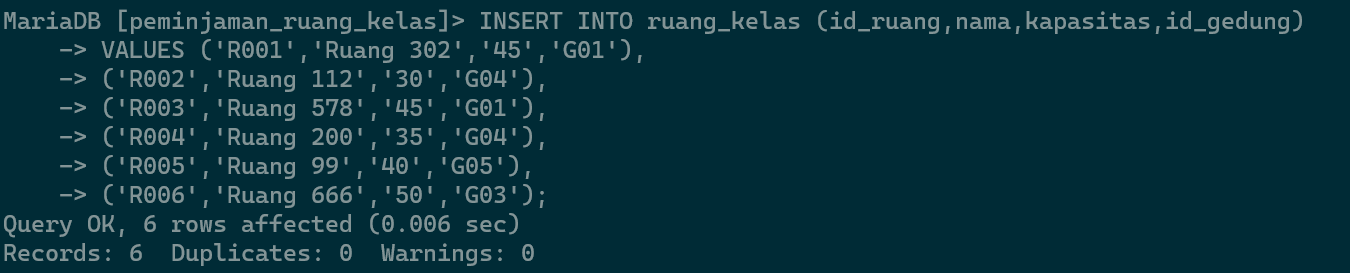 MariaDB [peminjaman_ruang_kelas]> INSERT INTO ruang_kelas (id_ruang,nama,kapasitas,id_gedung)
    -> VALUES ('R001','Ruang 302','45','G01'),
    -> ('R002','Ruang 112','30','G04'),
    -> ('R003','Ruang 578','45','G01'),
    -> ('R004','Ruang 200','35','G04'),
    -> ('R005','Ruang 99','40','G05'),
    -> ('R006','Ruang 666','50','G03');
Query OK, 6 rows affected (0.006 sec)
Records: 6  Duplicates: 0  Warnings: 0